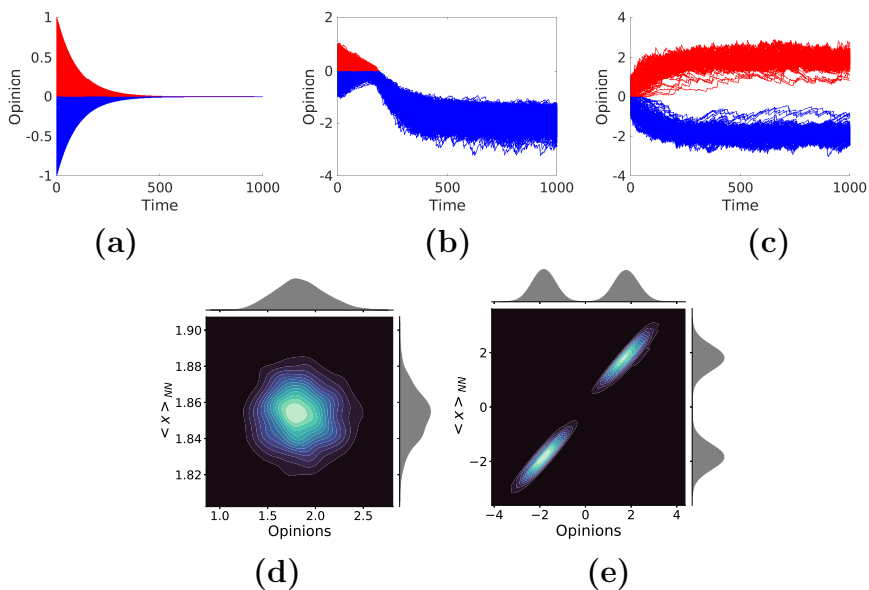 1
0.5
0
-0.5
-1
Opinion
0
500
1000
Time
(a)
2
0
-2
-4
Opinion
0
500
1000
Time
(b)
4
2
0
-2
-4
Opinion
0
500
1000
Time
(c)
1.90
1.88
1.86
1.84
1.82
< x >NN
1.0
1.5
2.0
2.5
Opinions
(d)
2
0
−2
< x >NN
−4
−2
0
2
4
Opinions
(e)